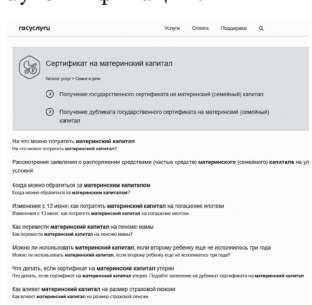 госуслуги
Услуги Оплата Поддержка
Сертификат на материнский капитал
Каталог услуг > Семья и дети
Получение государственного сертификата на материнский (семейный) капитал
Получение дубликата государственного сертификата на материнский (семейный)
капитал
На что можно потратить материнский капитал
На что можно потратить материнский капитал?
Рассмотрения заявления о распоряжении средствами (частью средств) материнского (семейного) капитала на ул
условий
Когда можно обратиться за материнским капиталом
Когда можно обратиться за материнским капиталом?
Изменения с 13 июня: как потратить материнский капитал на погашение ипотеки
Изменения с 13 июня: как потратить материнский капитал на погашение ипотеки.
Как перевести материнский капитал на пенсию мамы
Как перевести материнский капитал на пенсию мамы?
Можно ли использовать материнский капитал, если второму ребенку еще не исполнилось три года
Можно ли использовать материнский капитал, если второму ребенку еще не исполнилось три года?
Что делать, если сертификат на материнский капитал утерян
Что делать, если сертификат на материнский капитал утерян. Подайте заявление на дубликат сертификата на материнский капитал.
Как влияет материнский капитал на размер страховой пенсии
Как влияет материнский капитал на размер страховой пенсии.